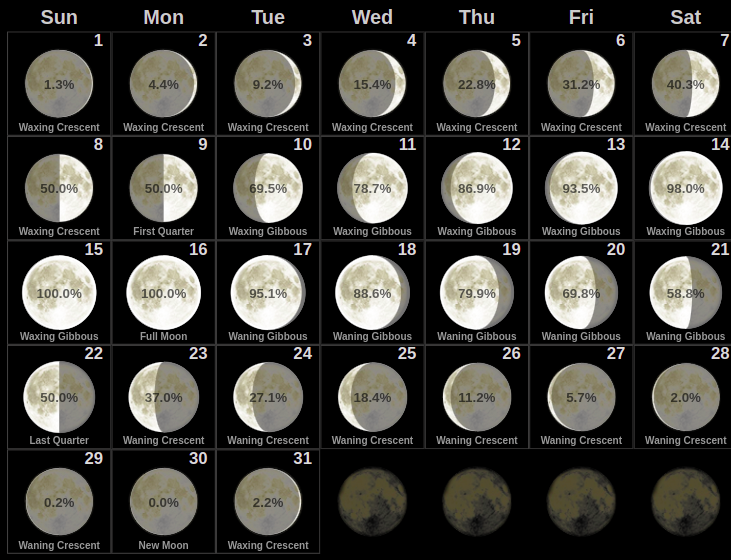 Sun Mon Tue Wed Thu Fri Sat
1 2 3 4 5 6 7
1.3% 4.4% 9.2% 15.4% 22.8% 31.2% 40.3%
Waxing Crescent Waxing Crescent Waxing Crescent Waxing Crescent Waxing Crescent Waxing Crescent Waxing Crescent
8 9 10 11 12 13 14
50.0% 50.0% 69.5% 78.7% 86.9% 93.5% 98.0%
Waxing Crescent First Quarter Waxing Gibbous Waxing Gibbous Waxing Gibbous Waxing Gibbous Waxing Gibbous
15 16 17 18 19 20 21
100.0% 100.0% 95.1% 88.6% 79.9% 69.8% 58.8%
Waxing Gibbous Full Moon Waning Gibbous Waning Gibbous Waning Gibbous Waning Gibbous Waning Gibbous
22 23 24 25 26 27 28
50.0% 37.0% 27.1% 18.4% 11.2% 5.7% 2.0%
Last Quarter Waning Crescent Waning Crescent Waning Crescent Waning Crescent Waning Crescent Waning Crescent
29 30 31
0.2% 0.0% 2.2%
Waning Crescent New Moon Waxing Crescent